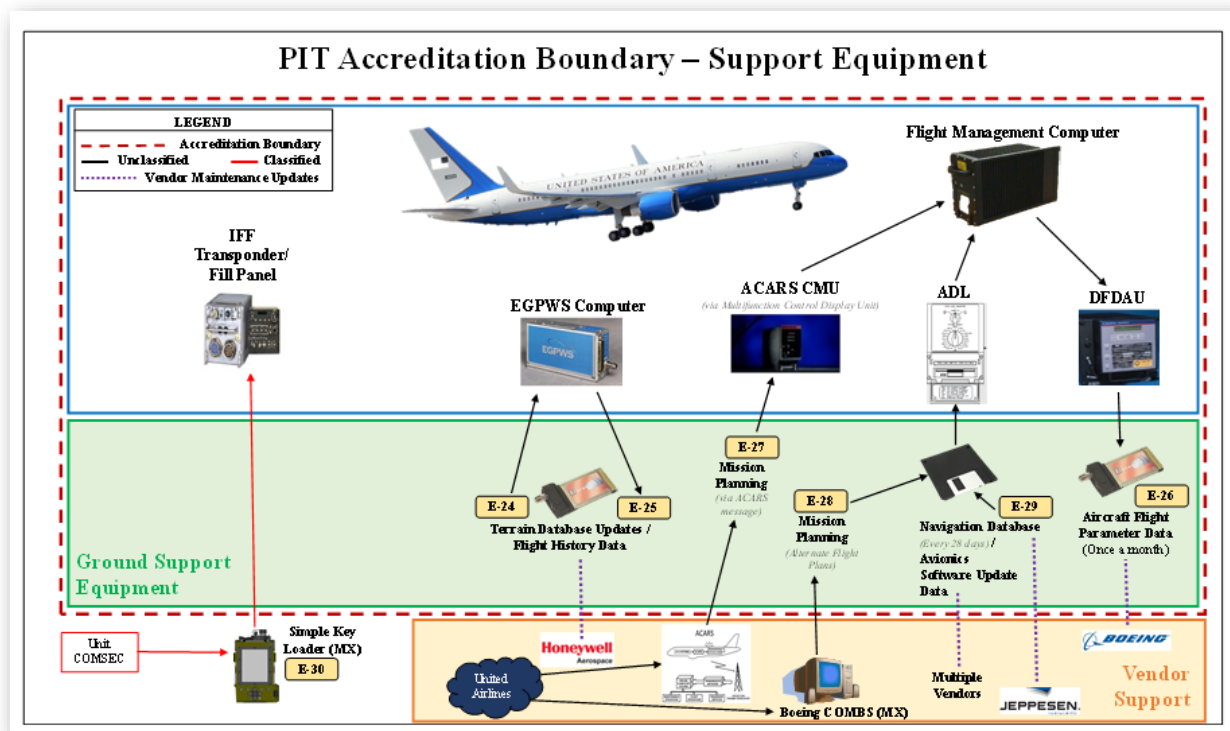 PIT Accreditation Boundary – Support Equipment
LEGEND
Accreditation Boundary
Unclassified
Classified
Vendor Maintenance Updates
UNITED STATES OF AMERICA
Flight Management Computer
IFF
Transponder/
Fill Panel
EGPWS Computer
EGPWS
ACARS CMU
(via Multifunction Control Display Unit)
ADL
DFDAU
E-24
E-25
Terrain Database Updates /
Flight History Data
E-27
Mission
Planning
(via ACARS
message)
E-28
Mission
Planning
(Alternate Flight
Plans)
E-29
Navigation Database
(Every 28 days) /
Avionics
Software Update
Data
E-26
Aircraft Flight
Parameter Data
(Once a month)
Ground Support
Equipment
Unit
COMSEC
Simple Key
Loader (MX)
E-30
Honeywell
Aerospace
United
Airlines
ACARS
Boeing COMBS (MX)
Multiple
Vendors
JEPPESEN.
BOEING
Vendor
Support